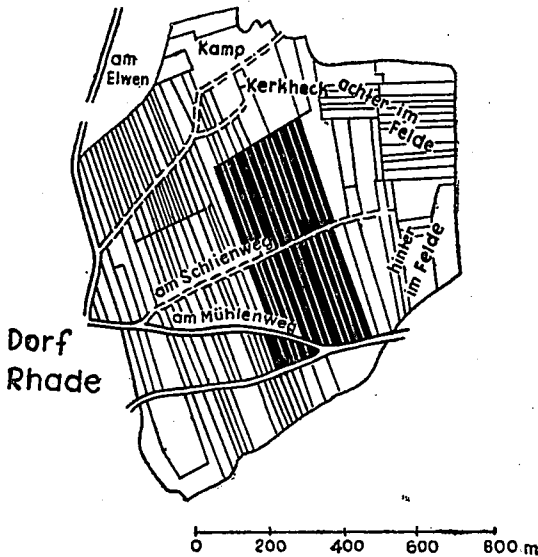 am
Elwen
Kamp
Kerkheck
achter im
Felde
hinter
im Felde
am Schlienweg
am Mühlenweg
Dorf
Rhade
0 200 400 600 800 m